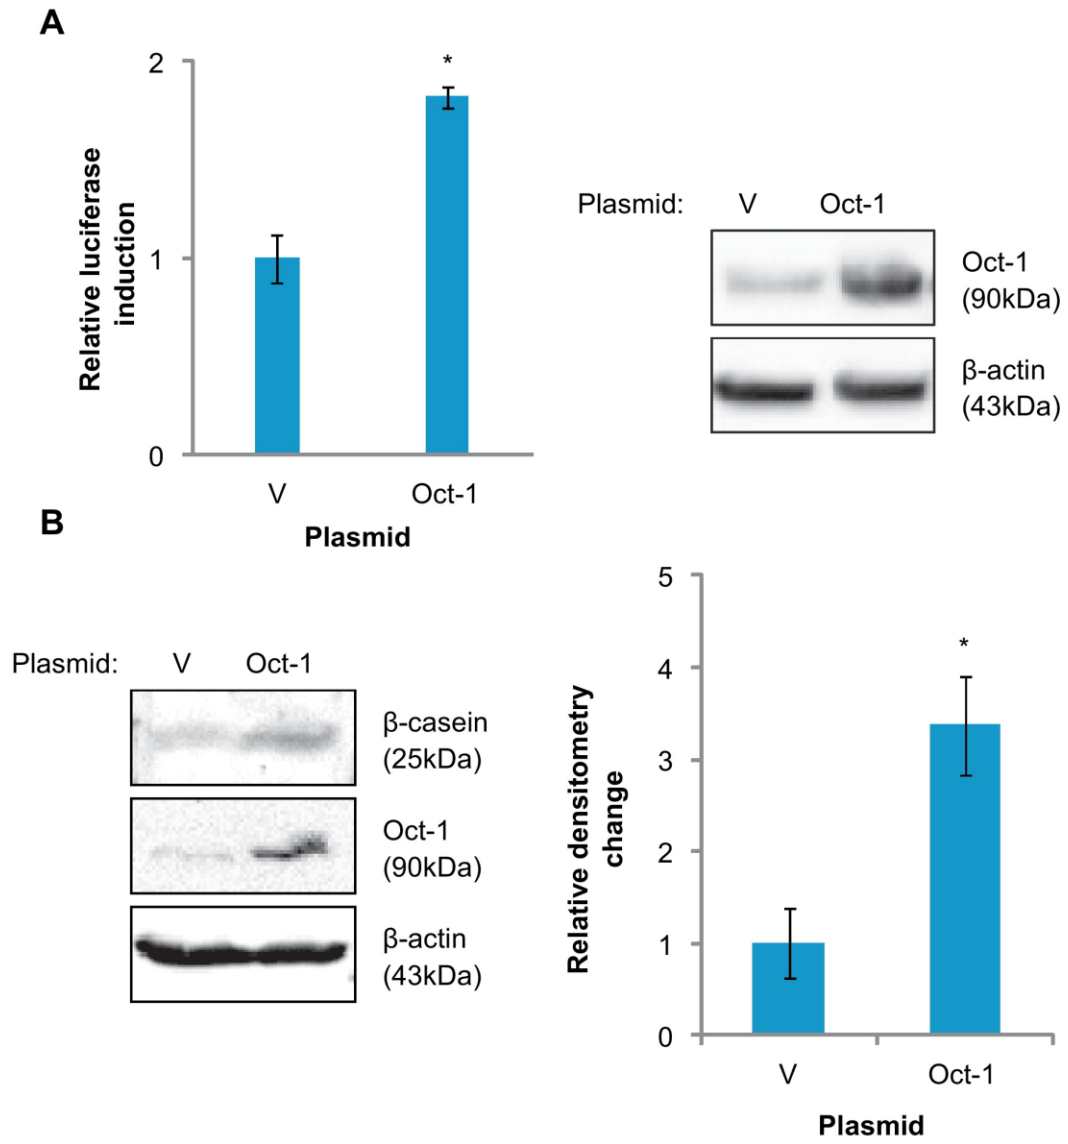 A
2
*
1
0
Relative luciferase
induction
V
Oct-1
Plasmid
Plasmid: V Oct-1
Oct-1
(90kDa)
β-actin
(43kDa)
B
Plasmid: V Oct-1
β-casein
(25kDa)
Oct-1
(90kDa)
β-actin
(43kDa)
5
4
3
2
1
0
*
Relative densitometry
change
V
Oct-1
Plasmid